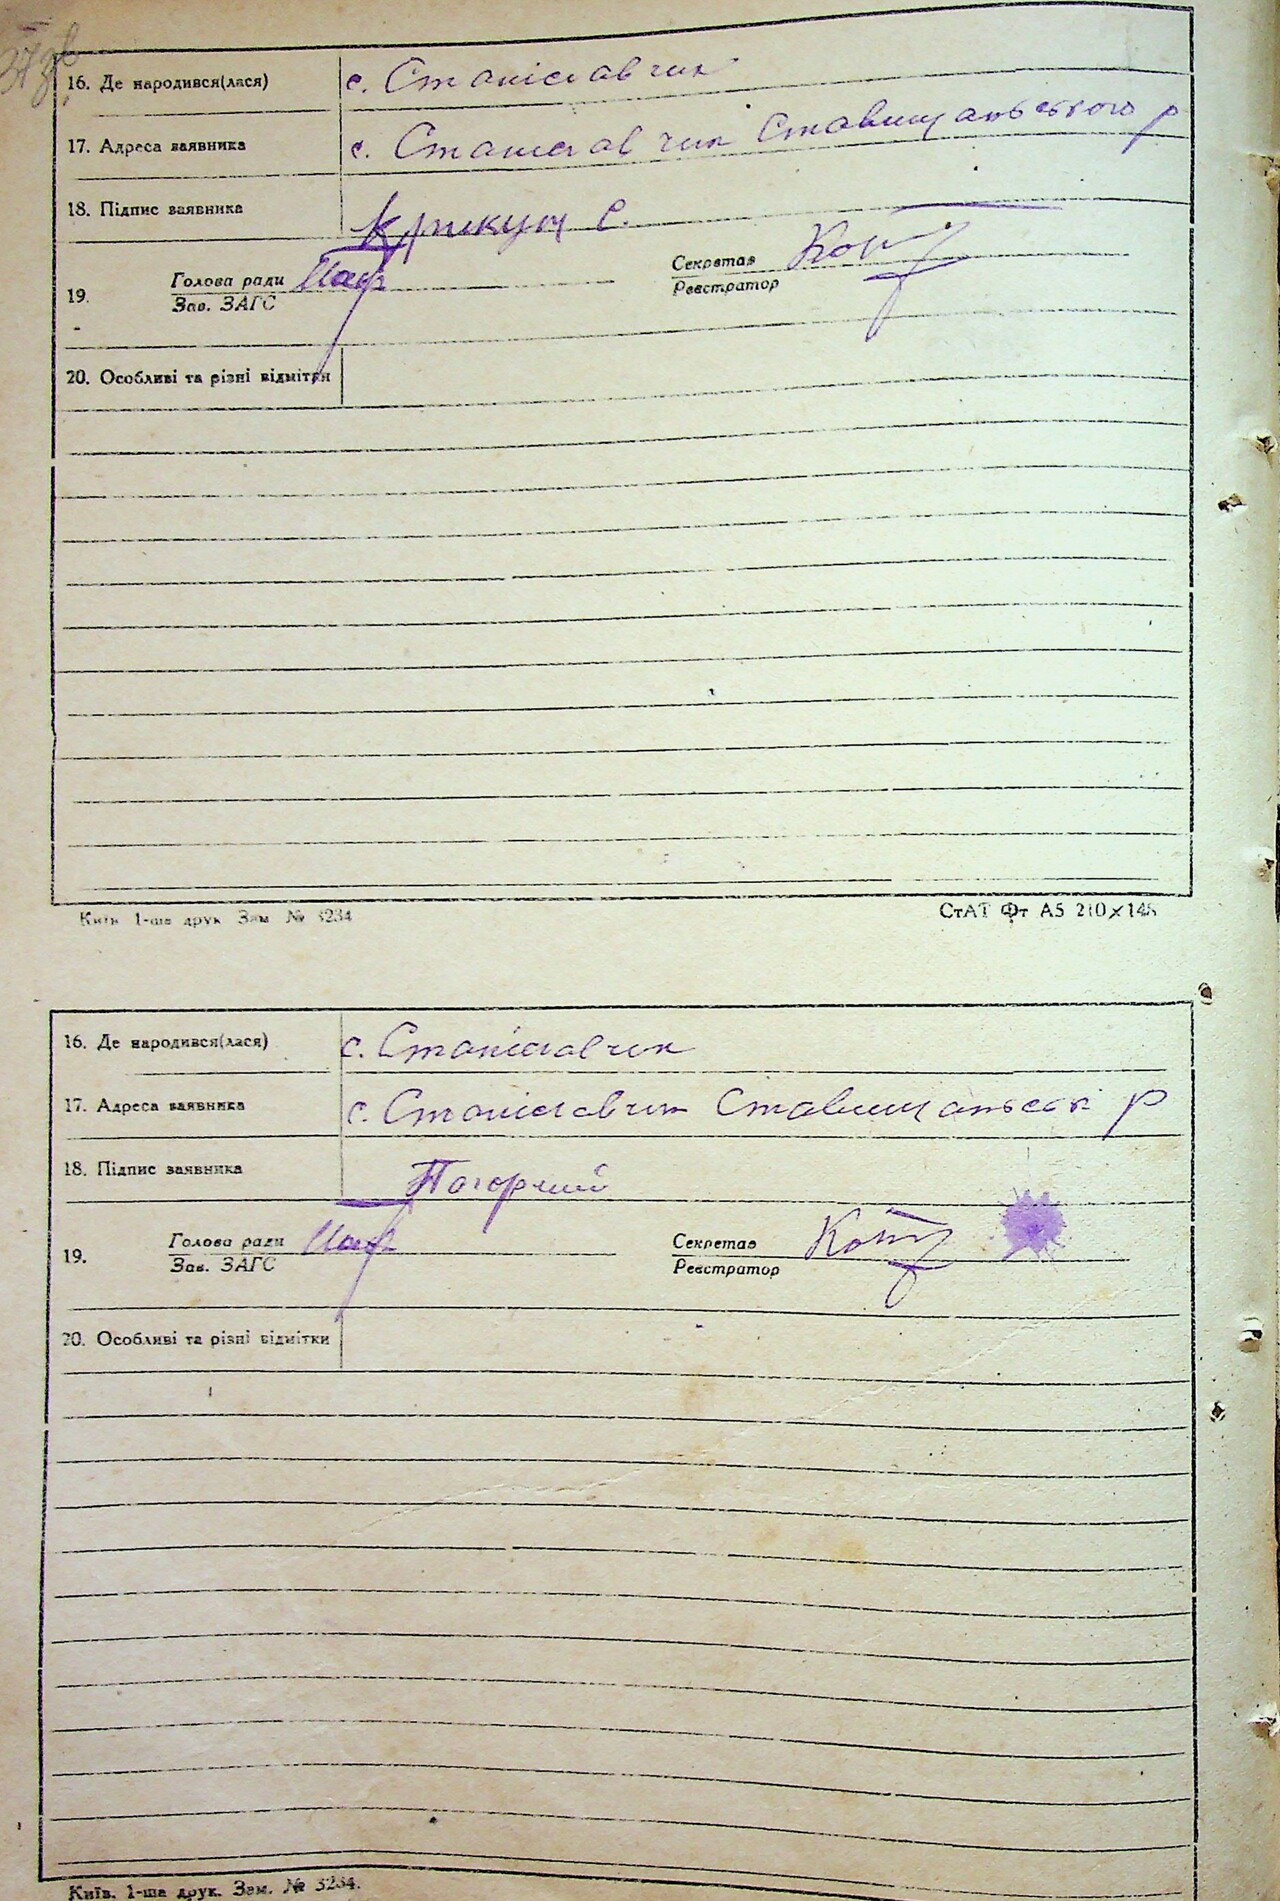 37зв
16. Де народився(лася) с. Станіславчик
17. Адреса заявника с. Станіславчик Ставищанського р
18. Підпис заявника Крикун С.
19. Голова ради Секретар
Зав. ЗАГС Реєстратор
20. Особливі та різні відмітки
Київ 1-ша друк. Зам № 3234 СтАТ Фт А5 210×148
16. Де народився(лася) с. Станіславчик
17. Адреса заявника с. Станіславчик Ставищанськ р
18. Підпис заявника
19. Голова ради Секретар
Зав. ЗАГС Реєстратор
20. Особливі та різні відмітки
Київ. 1-ша друк. Зам. № 3234.